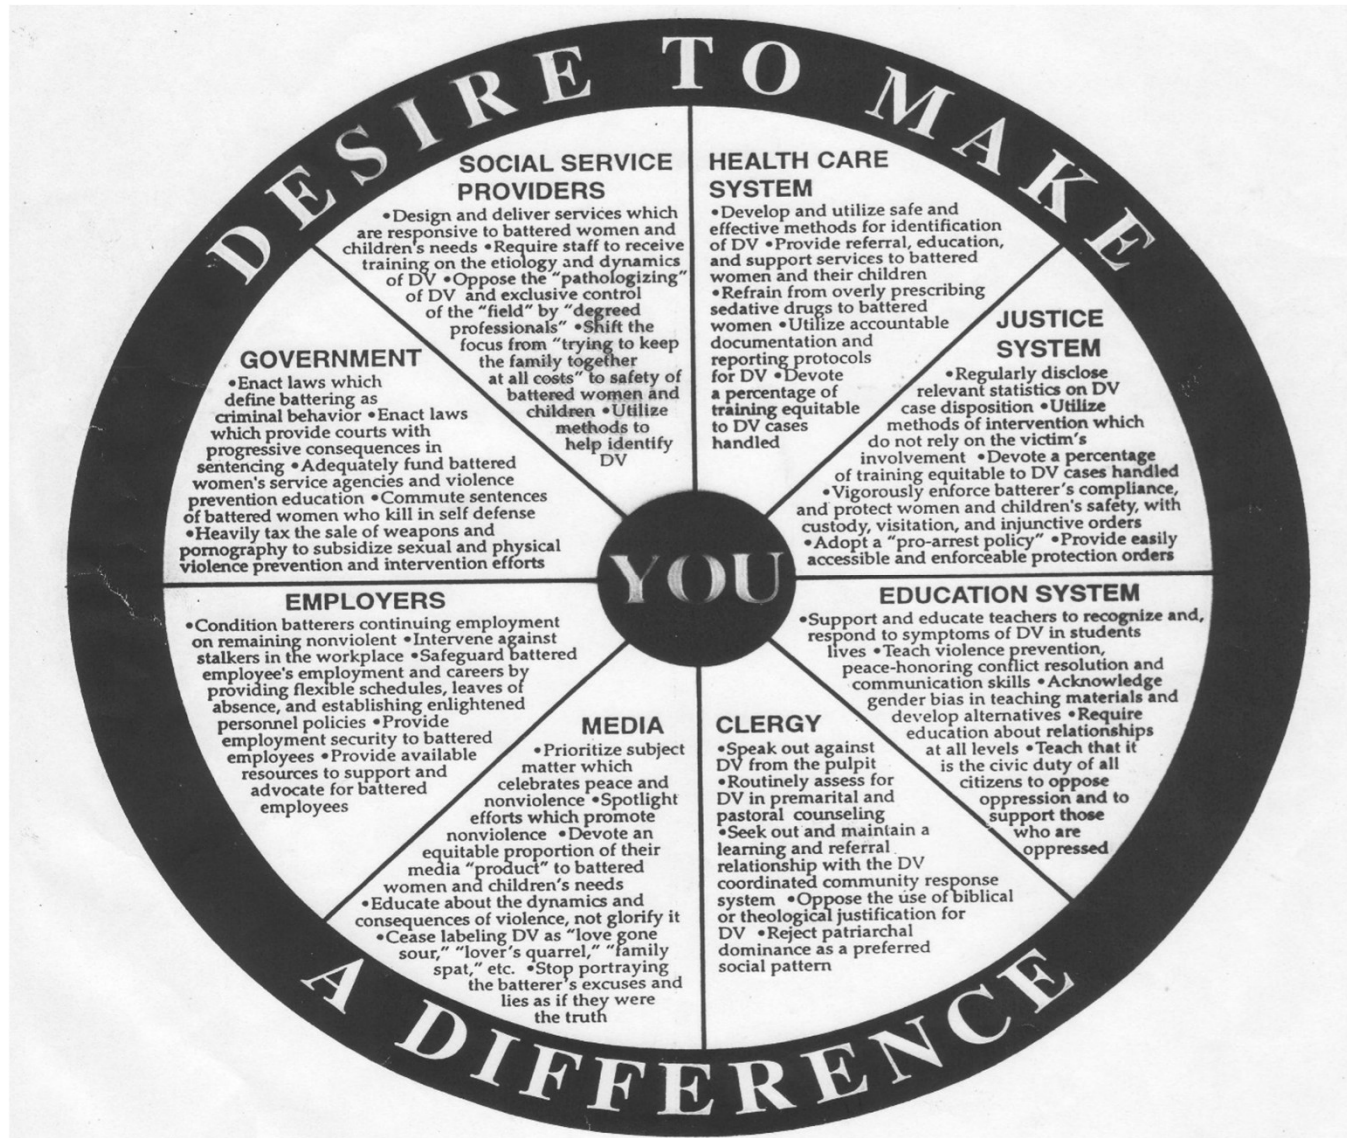 DESIRE TO MAKE
SOCIAL SERVICE
PROVIDERS
•Design and deliver services which
are responsive to battered women and
children's needs •Require staff to receive
training on the etiology and dynamics
of DV •Oppose the "pathologizing"
of DV and exclusive control
of the "field" by "degreed
professionals" •Shift the
focus from "trying to keep
the family together
at all costs" to safety of
battered women and
children •Utilize
methods to
help identify
DV
HEALTH CARE
SYSTEM
•Develop and utilize safe and
effective methods for identification
of DV •Provide referral, education,
and support services to battered
women and their children
•Refrain from overly prescribing
sedative drugs to battered
women •Utilize accountable
documentation and
reporting protocols
for DV •Devote
a percentage of
training equitable
to DV cases
handled
JUSTICE
SYSTEM
•Regularly disclose
relevant statistics on DV
case disposition •Utilize
methods of intervention which
do not rely on the victim's
involvement •Devote a percentage
of training equitable to DV cases handled
•Vigorously enforce batterer's compliance,
and protect women and children's safety, with
custody, visitation, and injunctive orders
•Adopt a "pro-arrest policy" •Provide easily
accessible and enforceable protection orders
EDUCATION SYSTEM
•Support and educate teachers to recognize and,
respond to symptoms of DV in students
lives •Teach violence prevention,
peace-honoring conflict resolution and
communication skills •Acknowledge
gender bias in teaching materials and
develop alternatives •Require
education about relationships
at all levels •Teach that it
is the civic duty of all
citizens to oppose
oppression and to
support those
who are
oppressed
CLERGY
•Speak out against
DV from the pulpit
•Routinely assess for
DV in premarital and
pastoral counseling
•Seek out and maintain a
learning and referral
relationship with the DV
coordinated community response
system •Oppose the use of biblical
or theological justification for
DV •Reject patriarchal
dominance as a preferred
social pattern
MEDIA
•Prioritize subject
matter which
celebrates peace and
nonviolence •Spotlight
efforts which promote
nonviolence •Devote an
equitable proportion of their
media "product" to battered
women and children's needs
•Educate about the dynamics and
consequences of violence, not glorify it
•Cease labeling DV as "love gone
sour," "lover's quarrel," "family
spat," etc. •Stop portraying
the batterer's excuses and
lies as if they were
the truth
EMPLOYERS
•Condition batterers continuing employment
on remaining nonviolent •Intervene against
stalkers in the workplace •Safeguard battered
employee's employment and careers by
providing flexible schedules, leaves of
absence, and establishing enlightened
personnel policies •Provide
employment security to battered
employees •Provide available
resources to support and
advocate for battered
employees
GOVERNMENT
•Enact laws which
define battering as
criminal behavior •Enact laws
which provide courts with
progressive consequences in
sentencing •Adequately fund battered
women's service agencies and violence
prevention education •Commute sentences
of battered women who kill in self defense
•Heavily tax the sale of weapons and
pornography to subsidize sexual and physical
violence prevention and intervention efforts
YOU
A DIFFERENCE